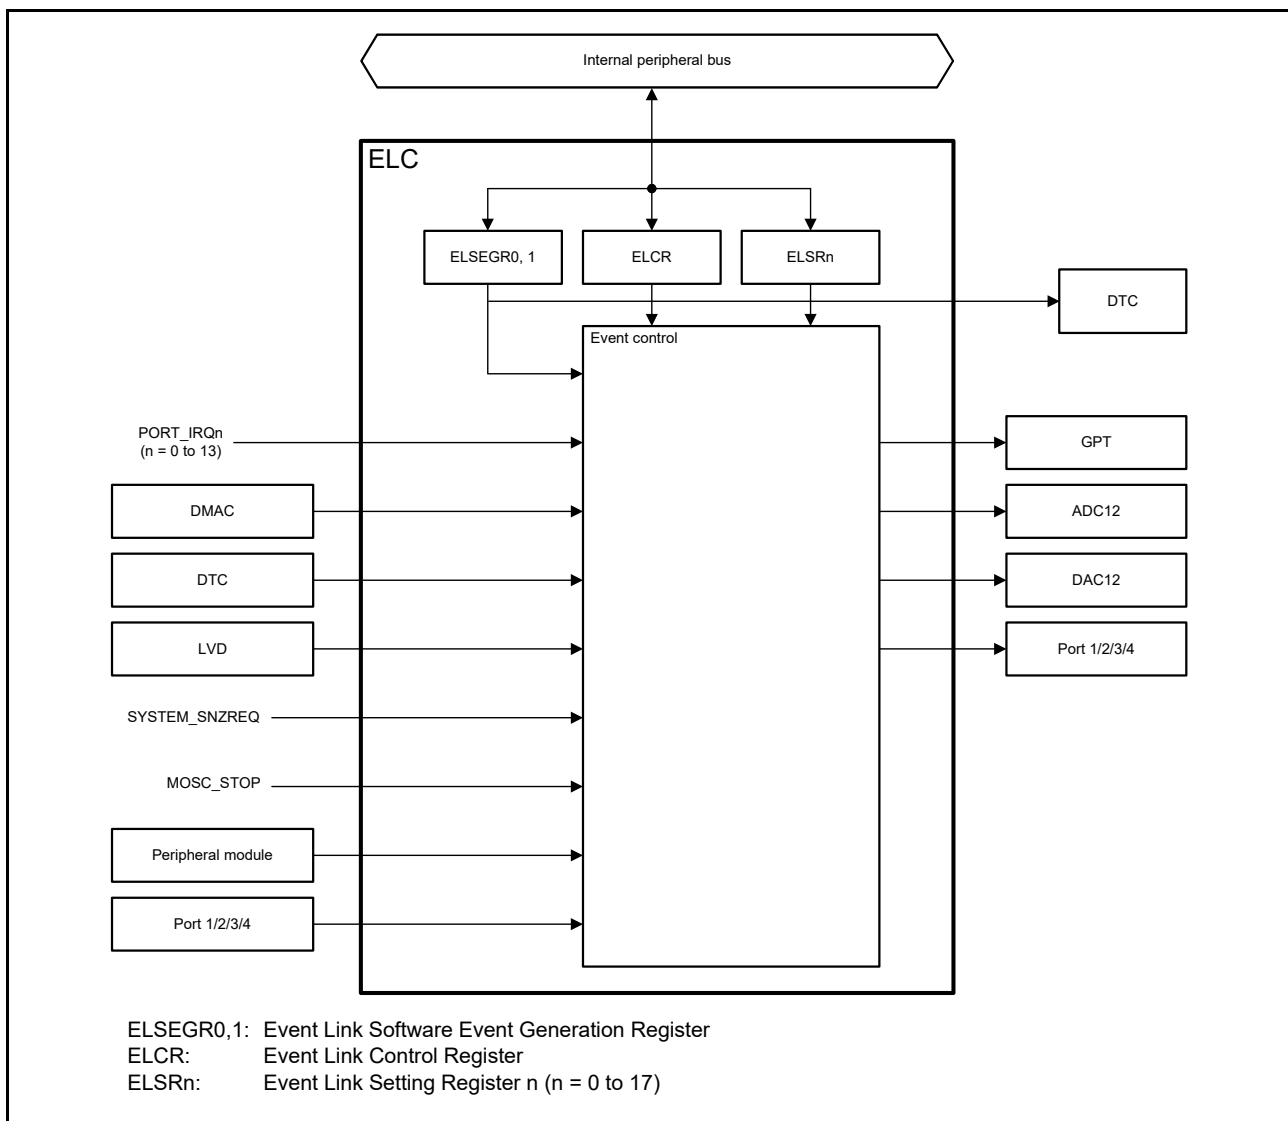 Internal peripheral bus
ELC
ELSEGR0, 1
ELCR
ELSRn
DTC
Event control
PORT_IRQn
(n = 0 to 13)
GPT
DMAC
ADC12
DTC
DAC12
LVD
Port 1/2/3/4
SYSTEM_SNZREQ
MOSC_STOP
Peripheral module
Port 1/2/3/4
ELSEGR0,1: Event Link Software Event Generation Register
ELCR: Event Link Control Register
ELSRn: Event Link Setting Register n (n = 0 to 17)